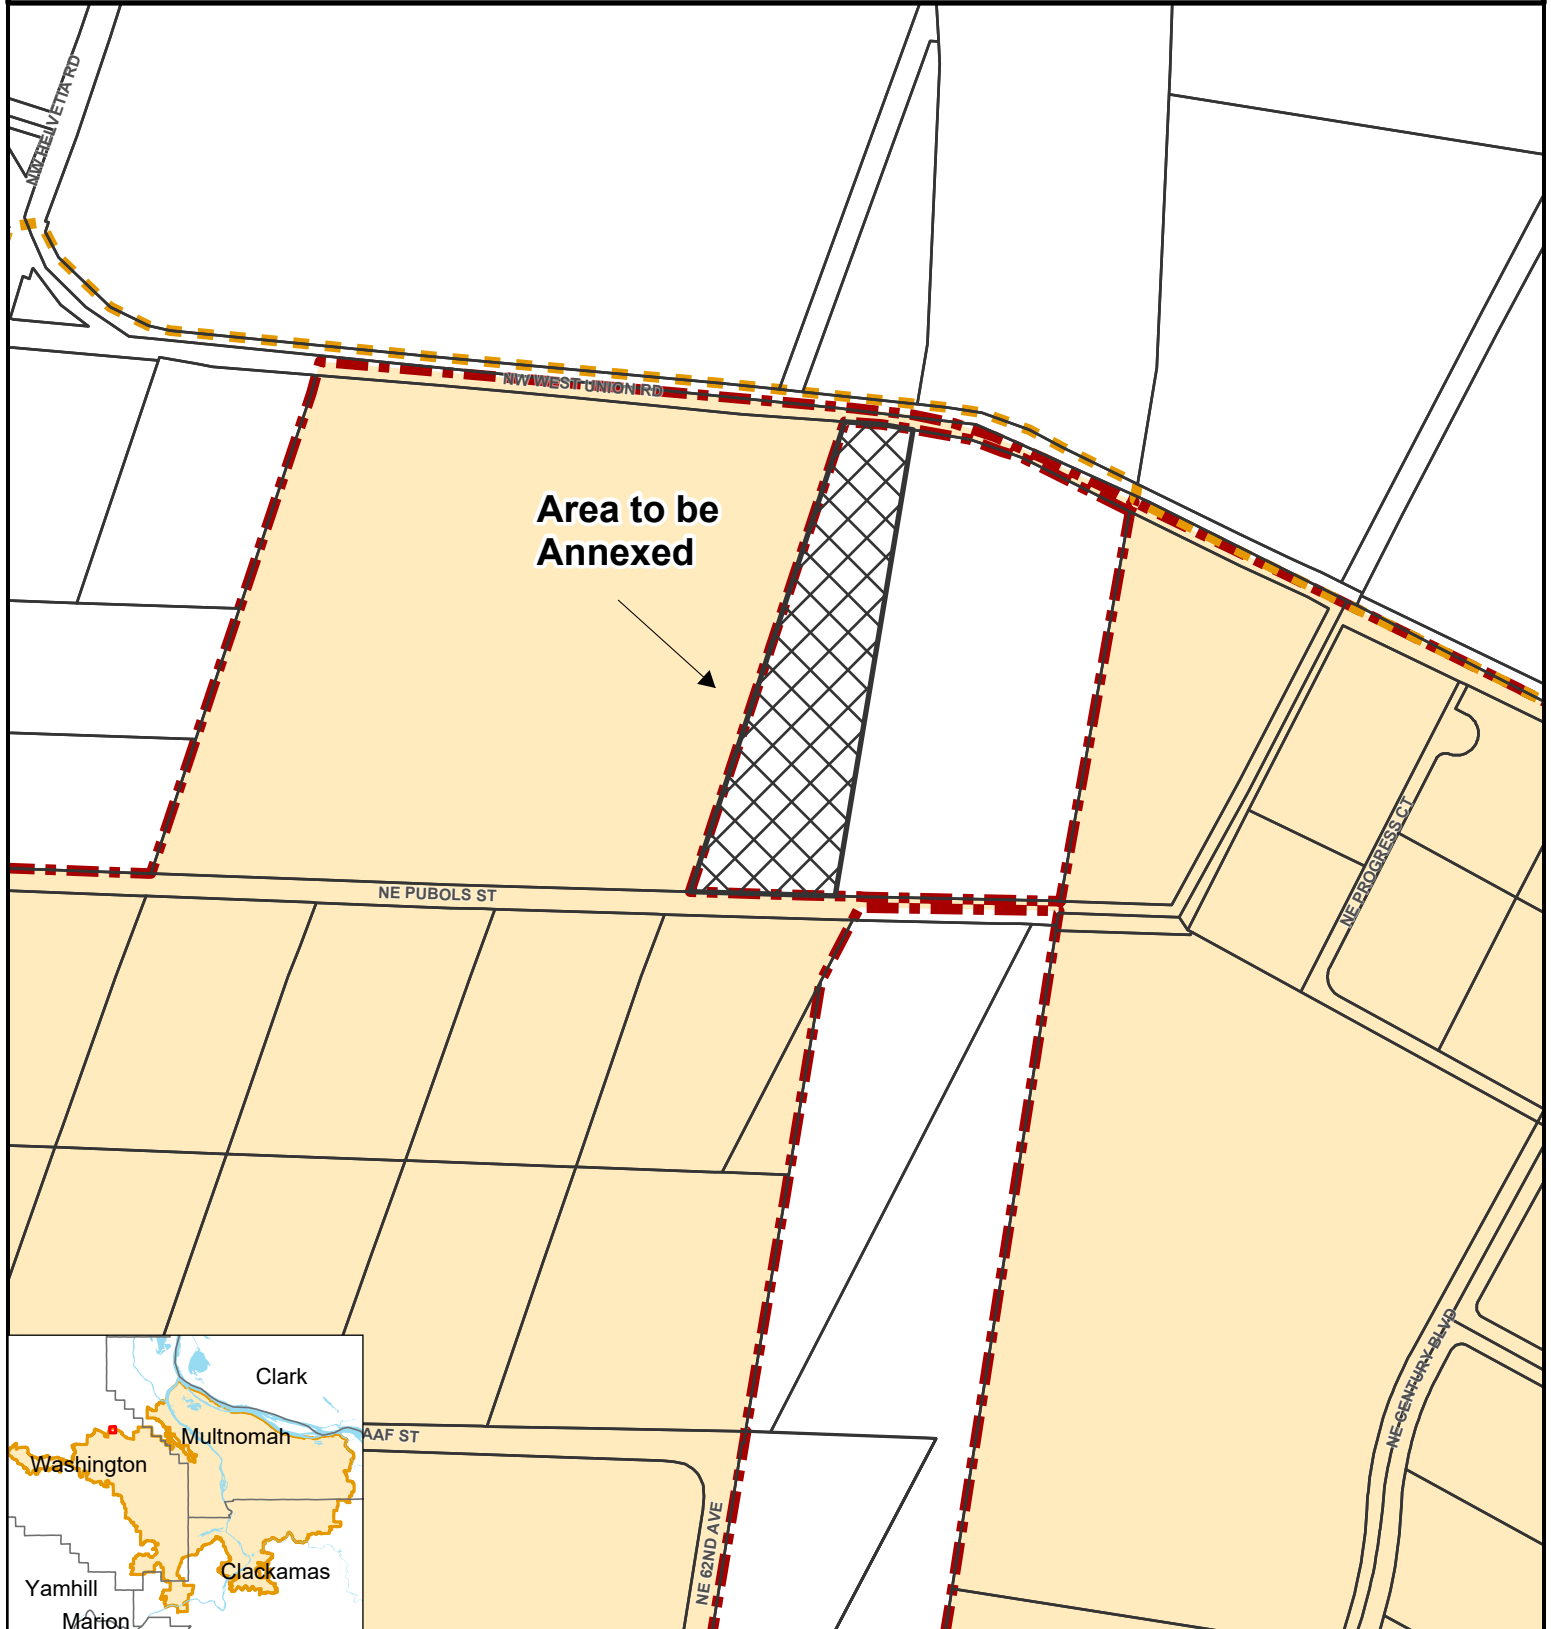 NW HELVETIA RD
NW WEST UNION RD
Area to be
Annexed
NE PROGRESS CT
NE PUBOLS ST
NE CENTURY BLVD
AAF ST
NE 62ND AVE
Clark
Multnomah
Washington
Clackamas
Yamhill
Marion